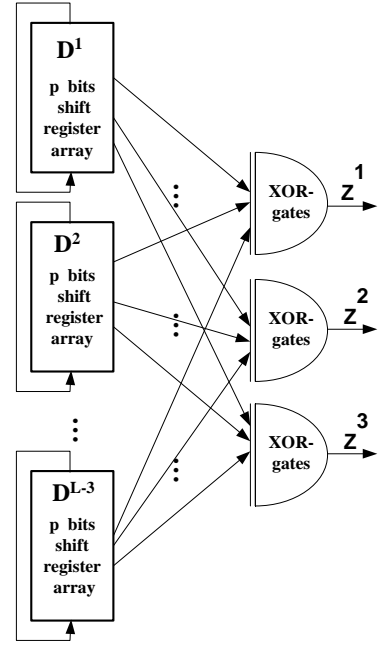 D1
p bits
shift
register
array
D2
p bits
shift
register
array
DL-3
p bits
shift
register
array
XOR-
gates
Z1
XOR-
gates
Z2
XOR-
gates
Z3